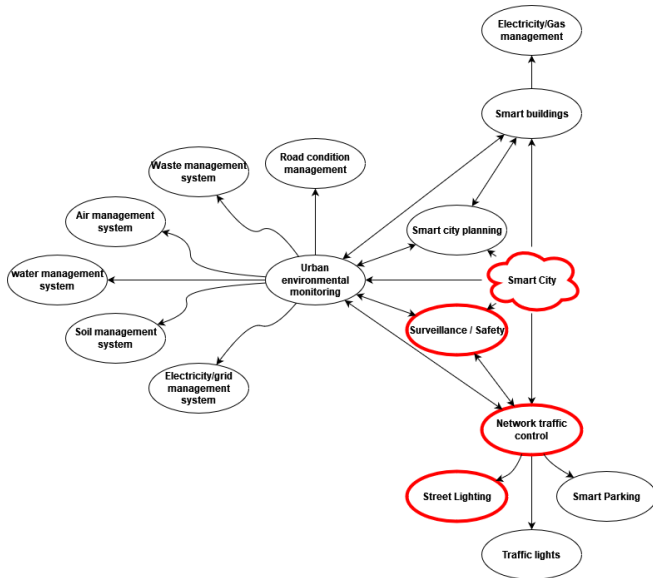 Electricity/Gas
management
Smart buildings
Waste management
system
Road condition
management
Air management
system
Smart city planning
water management
system
Urban
environmental
monitoring
Smart City
Soil management
system
Surveillance / Safety
Electricity/grid
management
system
Network traffic
control
Street Lighting
Smart Parking
Traffic lights